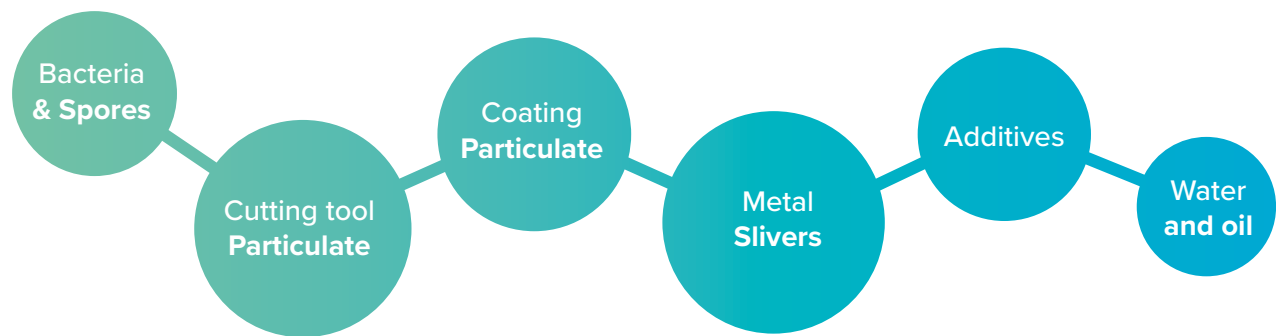 Bacteria
& Spores
Cutting tool
Particulate
Coating
Particulate
Metal
Slivers
Additives
Water
and oil